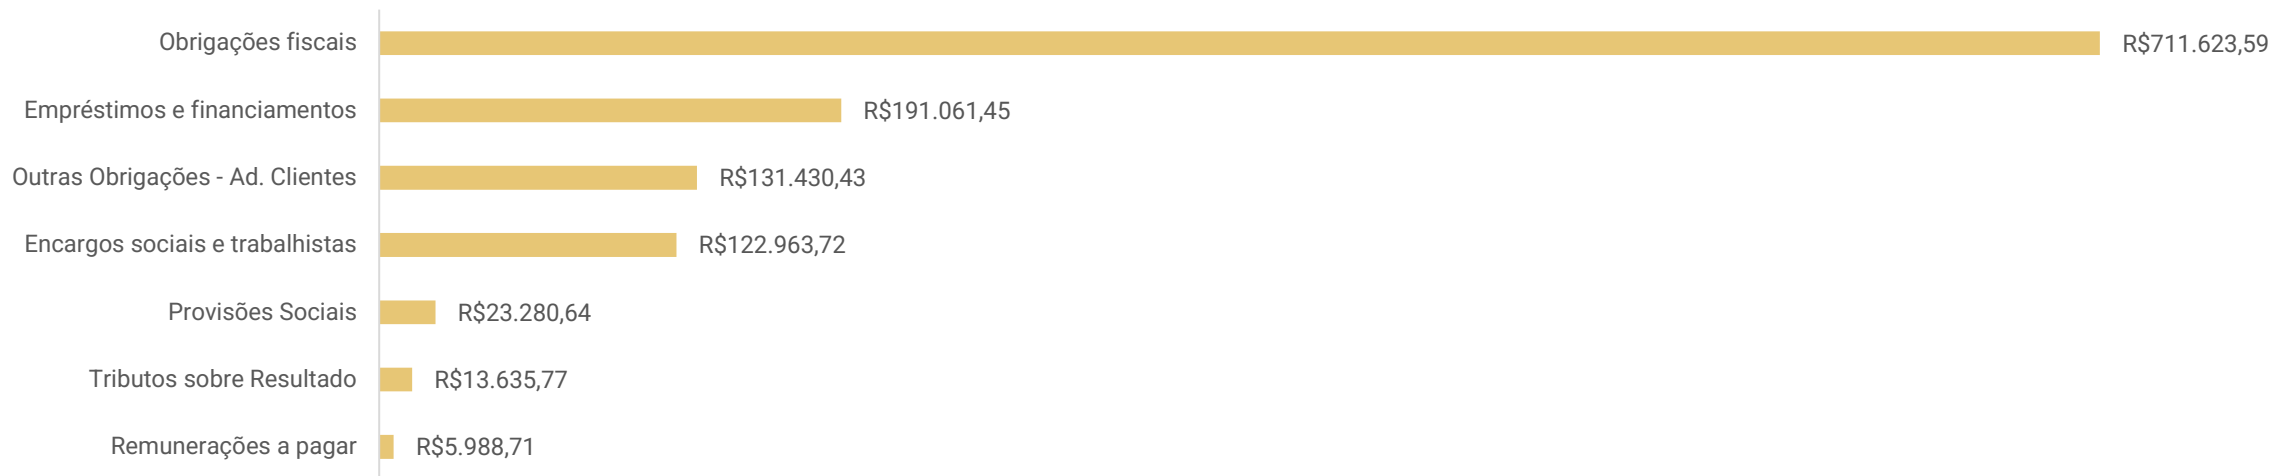 Obrigações fiscais R$711.623,59
Empréstimos e financiamentos R$191.061,45
Outras Obrigações - Ad. Clientes R$131.430,43
Encargos sociais e trabalhistas R$122.963,72
Provisões Sociais R$23.280,64
Tributos sobre Resultado R$13.635,77
Remunerações a pagar R$5.988,71